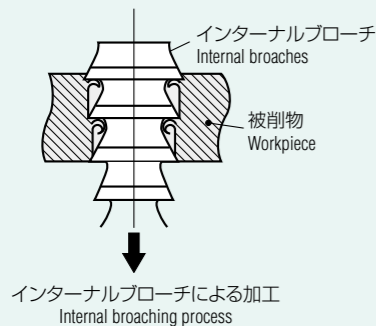 インターナルブローチ
Internal broaches
被削物
Workpiece
インターナルブローチによる加工
Internal broaching process